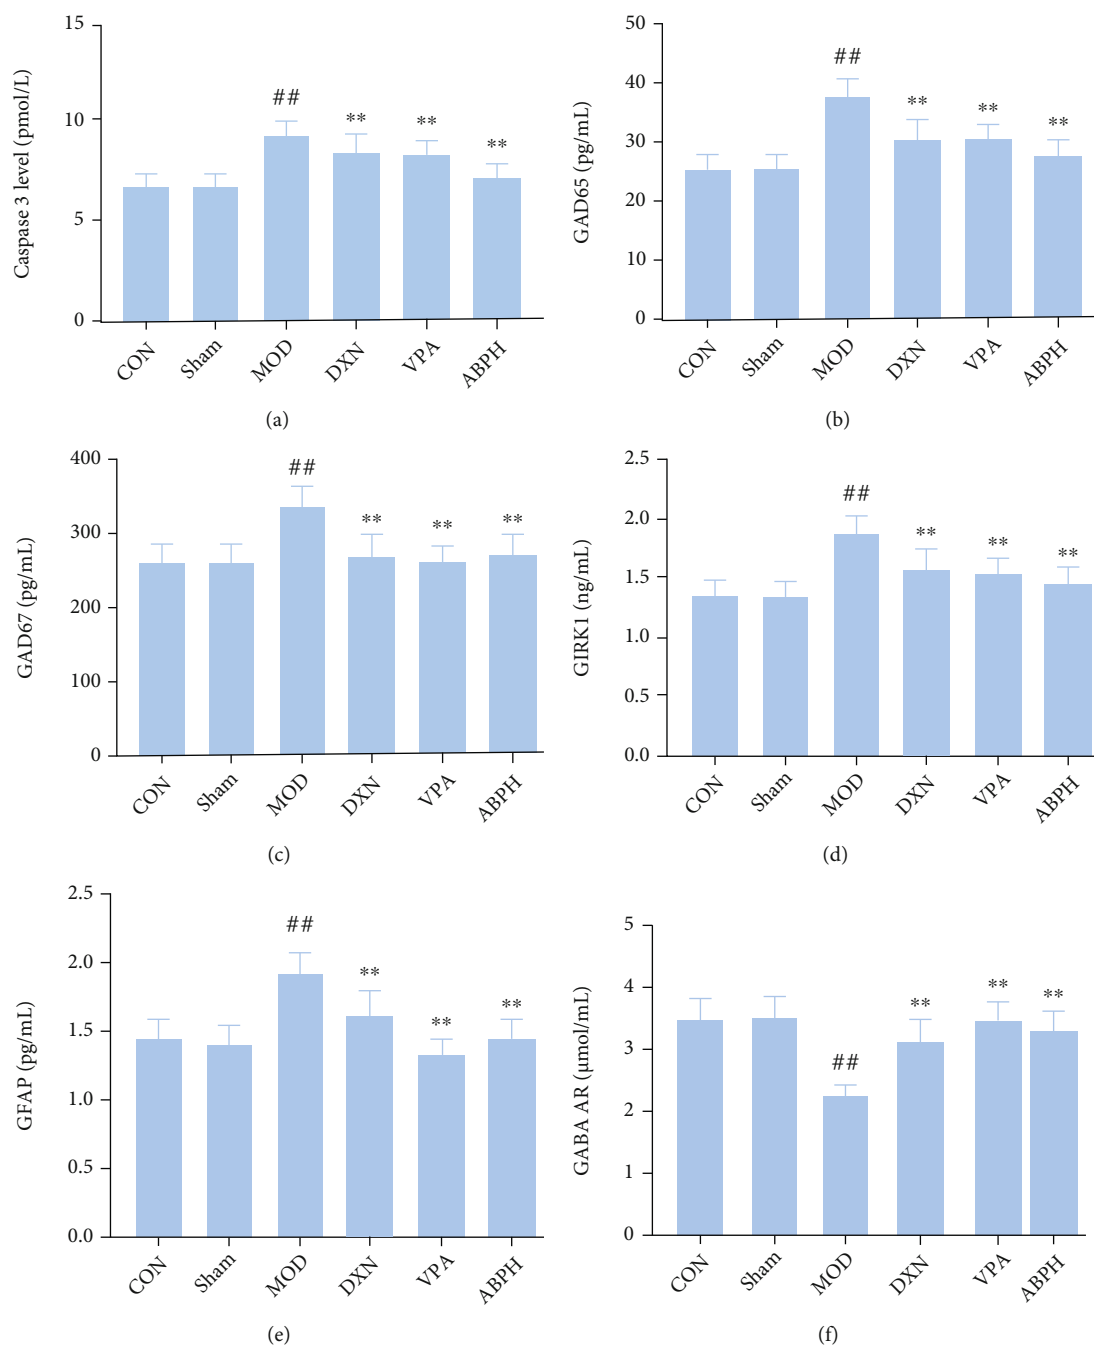 Caspase 3 level (pmol/L)
15
10
5
0
##
**
**
**
CON
Sham
MOD
DXN
VPA
ABPH
(a)
GAD65 (pg/mL)
50
40
30
20
10
0
##
**
**
**
CON
Sham
MOD
DXN
VPA
ABPH
(b)
GAD67 (pg/mL)
400
300
200
100
0
##
**
**
**
CON
Sham
MOD
DXN
VPA
ABPH
(c)
GIRK1 (ng/mL)
2.5
2.0
1.5
1.0
0.5
0.0
##
**
**
**
CON
Sham
MOD
DXN
VPA
ABPH
(d)
GFAP (pg/mL)
2.5
2.0
1.5
1.0
0.5
0.0
##
**
**
**
CON
Sham
MOD
DXN
VPA
ABPH
(e)
GABA AR (μmol/mL)
5
4
3
2
1
0
##
**
**
**
CON
Sham
MOD
DXN
VPA
ABPH
(f)